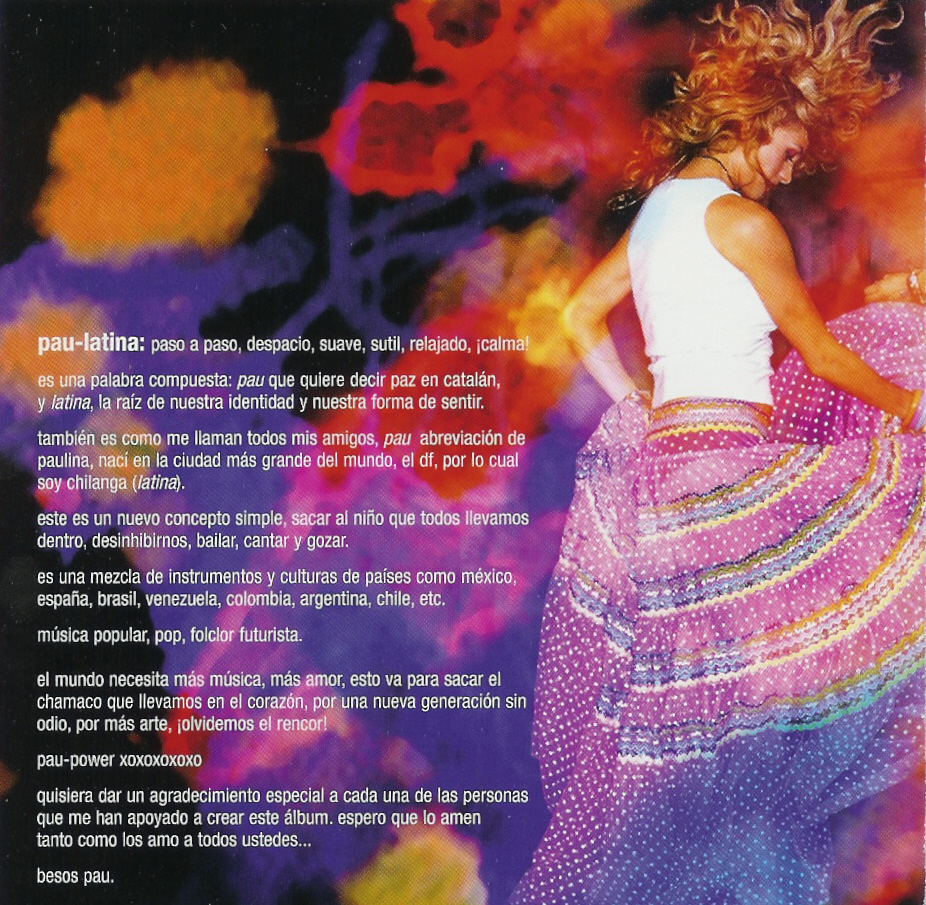 pau-latina: paso a paso, despacio, suave, sutil, relajado, ¡calma!
es una palabra compuesta: pau que quiere decir paz en catalán,
y latina, la raíz de nuestra identidad y nuestra forma de sentir.
también es como me llaman todos mis amigos, pau abreviación de
paulina, nací en la ciudad más grande del mundo, el df, por lo cual
soy chilanga (latina).
este es un nuevo concepto simple, sacar al niño que todos llevamos
dentro, desinhibirnos, bailar, cantar y gozar.
es una mezcla de instrumentos y culturas de países como méxico,
españa, brasil, venezuela, colombia, argentina, chile, etc.
música popular, pop, folclor futurista.
el mundo necesita más música, más amor, esto va para sacar el
chamaco que llevamos en el corazón, por una nueva generación sin
odio, por más arte, ¡olvidemos el rencor!
pau-power xoxoxoxoxo
quisiera dar un agradecimiento especial a cada una de las personas
que me han apoyado a crear este álbum. espero que lo amen
tanto como los amo a todos ustedes...
besos pau.